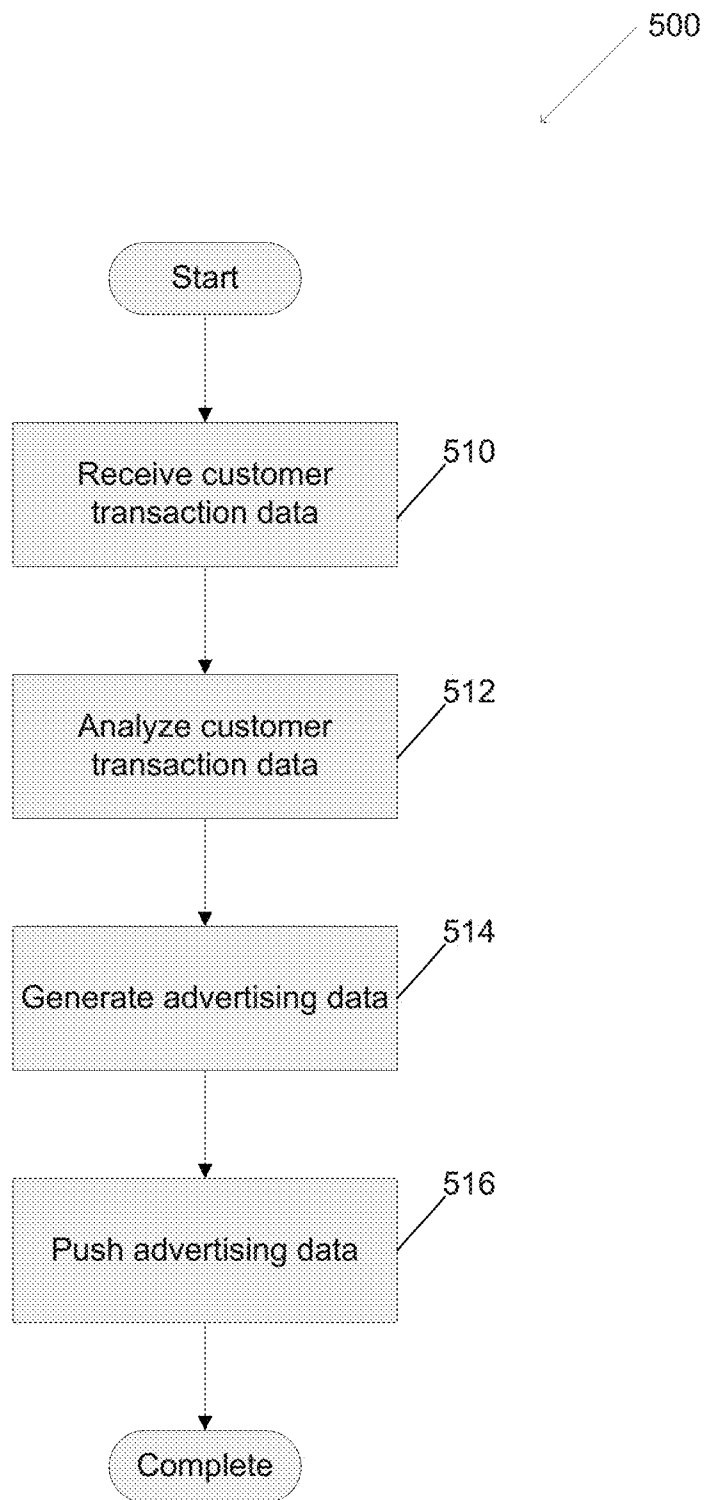 500
Start
Receive customer
transaction data
510
Analyze customer
transaction data
512
Generate advertising data
514
Push advertising data
516
Complete